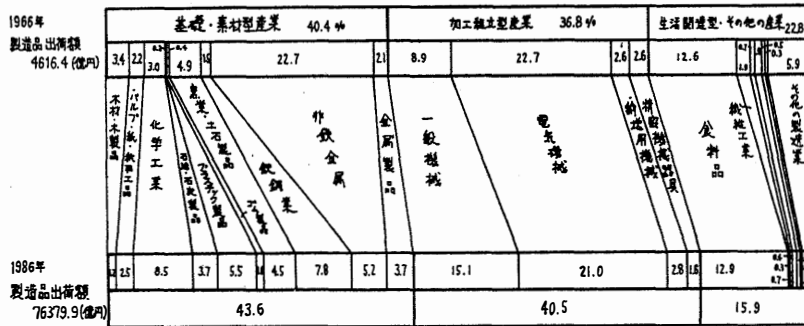 1966年
製造品出荷額
4616.4 (億円)
基礎・素材型産業 40.4%
加工組立型産業 36.8%
生活関連型・その他の産業 22.8
3.4
2.2
3.0
4.9
22.7
2.1
8.9
22.7
2.6
2.6
12.6
5.9
木材・木製品
パルプ・紙・紙加工品
化学工業
石油・石炭製品
プラスチック製品
ゴム製品
窯業・土石製品
鉄鋼業
非鉄金属
金属製品
一般機械
電気機械
輸送用機械
精密機械器具
食料品
繊維工業
その他の製造業
1986年
製造品出荷額
76379.9(億円)
2.5
8.5
3.7
5.5
4.5
7.8
5.2
3.7
15.1
21.0
2.8
1.6
12.9
0.6
0.3
0.7
43.6
40.5
15.9